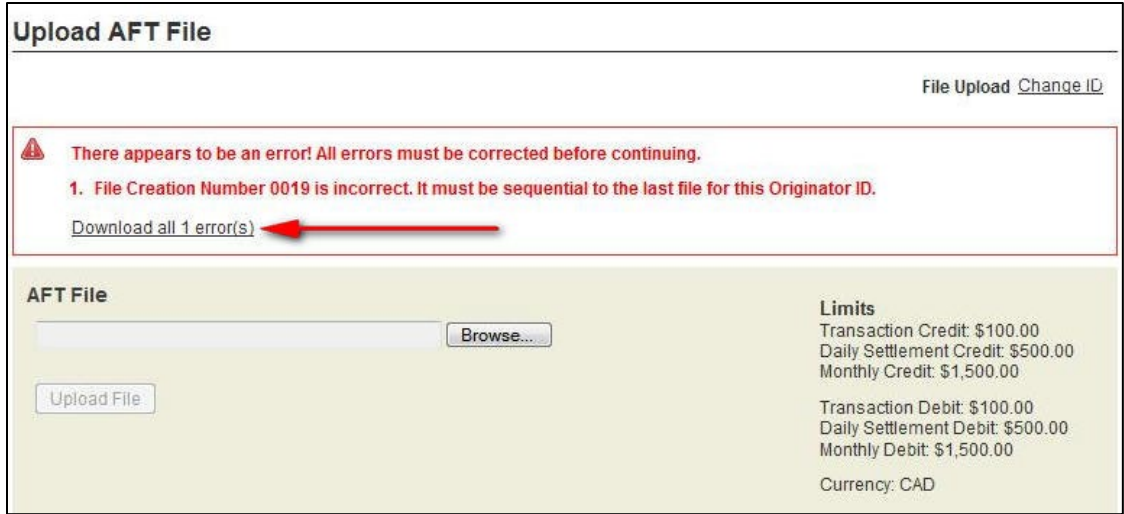 Upload AFT File
File Upload Change ID
There appears to be an error! All errors must be corrected before continuing.
1. File Creation Number 0019 is incorrect. It must be sequential to the last file for this Originator ID.
Download all 1 error(s)
AFT File
Browse...
Upload File
Limits
Transaction Credit: $100.00
Daily Settlement Credit: $500.00
Monthly Credit: $1,500.00
Transaction Debit: $100.00
Daily Settlement Debit: $500.00
Monthly Debit: $1,500.00
Currency: CAD